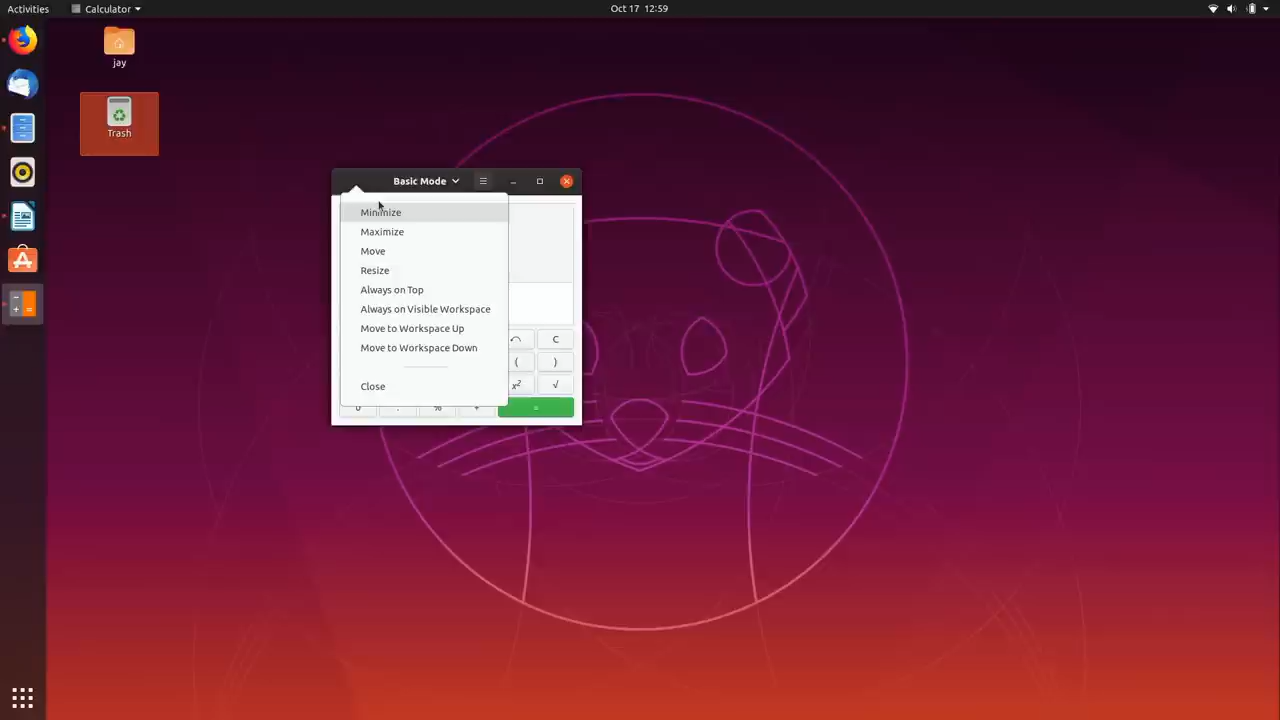 Activities
Calculator
Oct 17 12:59
jay
Trash
Basic Mode
Minimize
Maximize
Move
Resize
Always on Top
Always on Visible Workspace
Move to Workspace Up
Move to Workspace Down
Close
C
( )
x² √
% + =